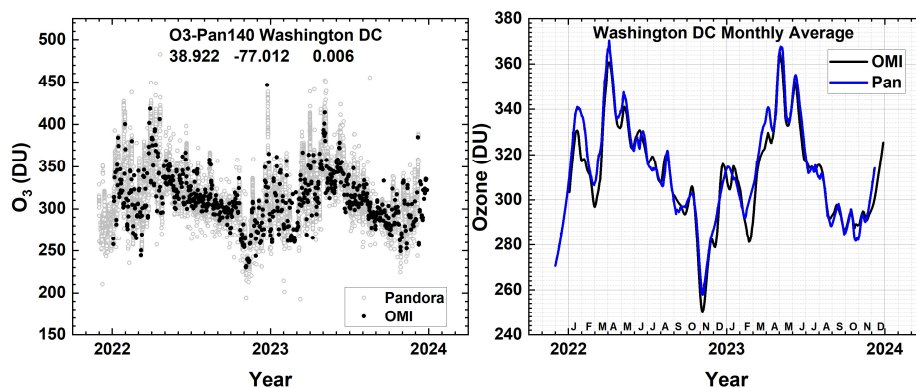 O3-Pan140 Washington DC
38.922 -77.012 0.006
500
450
400
350
300
250
200
150
O3 (DU)
Pandora
OMI
2022 2023 2024
Year
Washington DC Monthly Average
OMI
Pan
380
360
340
320
300
280
260
240
Ozone (DU)
J F M A M J J A S O N D J F M A M J J A S O N D
2022 2023 2024
Year